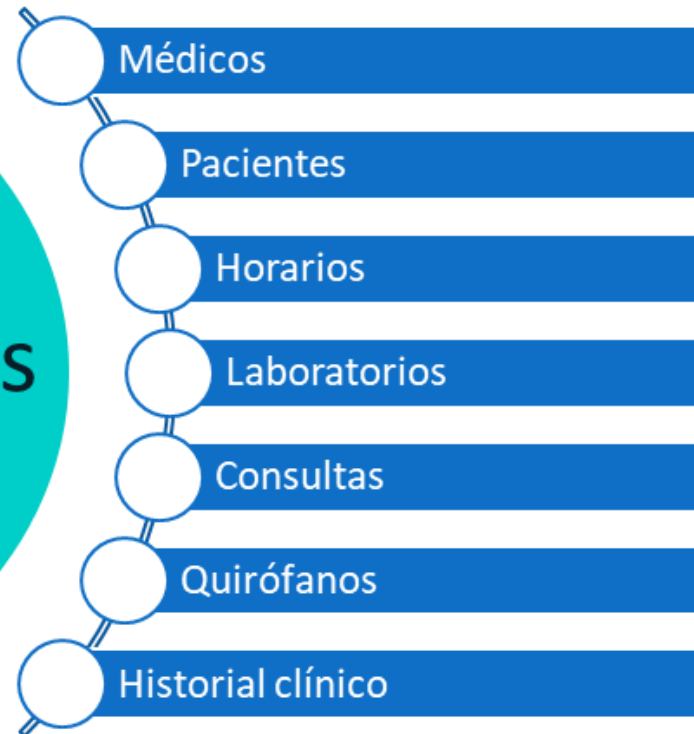 Médicos
Pacientes
Horarios
s
Laboratorios
Consultas
Quirófanos
Historial clínico